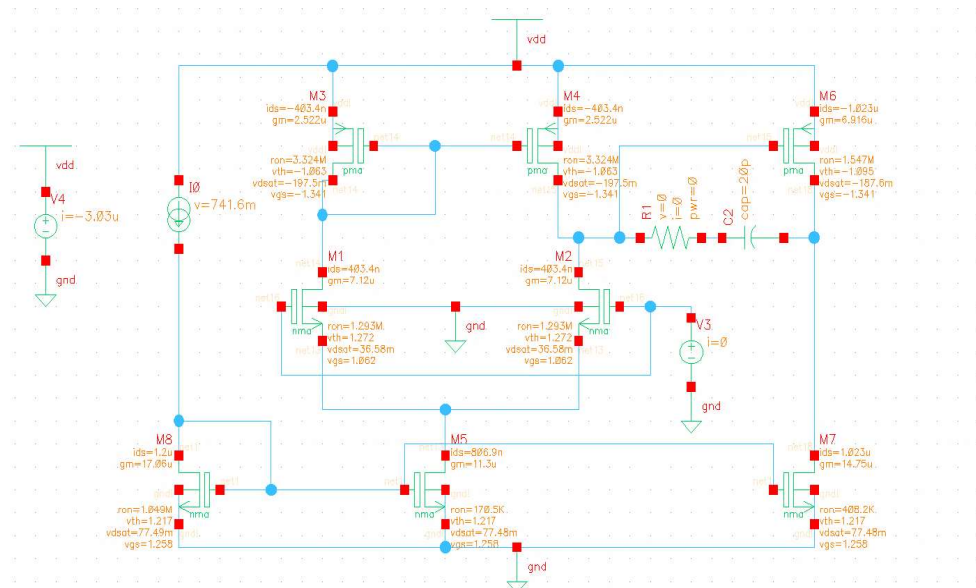 vdd
M3
ids=-403.4n
gm=2.522u
ron=3.324M
vth=-1.063
vdsat=-197.5m
vgs=-1.341
pma
M4
ids=-403.4n
gm=2.522u
ron=3.324M
vth=-1.063
vdsat=-197.5m
vgs=-1.341
pma
M6
ids=-1.023u
gm=6.916u
ron=1.547M
vth=-1.095
vdsat=-187.6m
vgs=-1.341
pma
vdd
V4
i=-3.03u
gnd
I0
v=741.6m
R1
v=0
i=0
pwr=0
C2
cap=20p
M1
ids=403.4n
gm=7.12u
ron=1.293M
vth=1.272
vdsat=36.58m
vgs=1.062
nma
gnd
M2
ids=403.4n
gm=7.12u
ron=1.293M
vth=1.272
vdsat=36.58m
vgs=1.062
nma
V3
i=0
gnd
M8
ids=1.2u
gm=17.06u
ron=1.049M
vth=1.217
vdsat=77.49m
vgs=1.258
nma
M5
ids=806.9n
gm=11.3u
ron=170.5K
vth=1.217
vdsat=77.48m
vgs=1.258
nma
M7
ids=1.023u
gm=14.75u
ron=408.2K
vth=1.217
vdsat=77.48m
vgs=1.258
nma
gnd